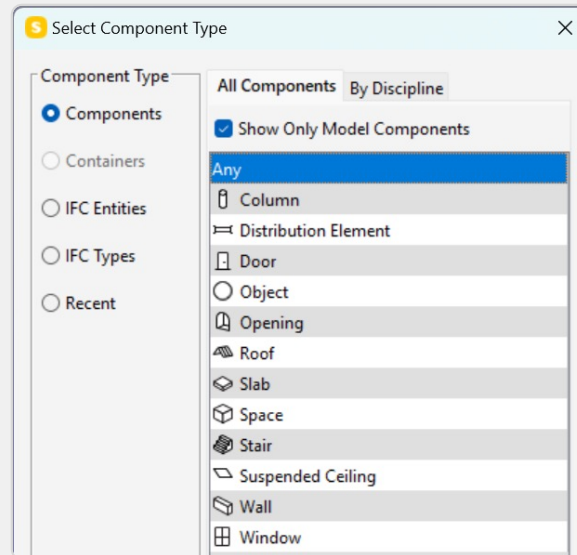 S Select Component Type
Component Type
Components
Containers
IFC Entities
IFC Types
Recent
All Components By Discipline
Show Only Model Components
Any
Column
Distribution Element
Door
Object
Opening
Roof
Slab
Space
Stair
Suspended Ceiling
Wall
Window